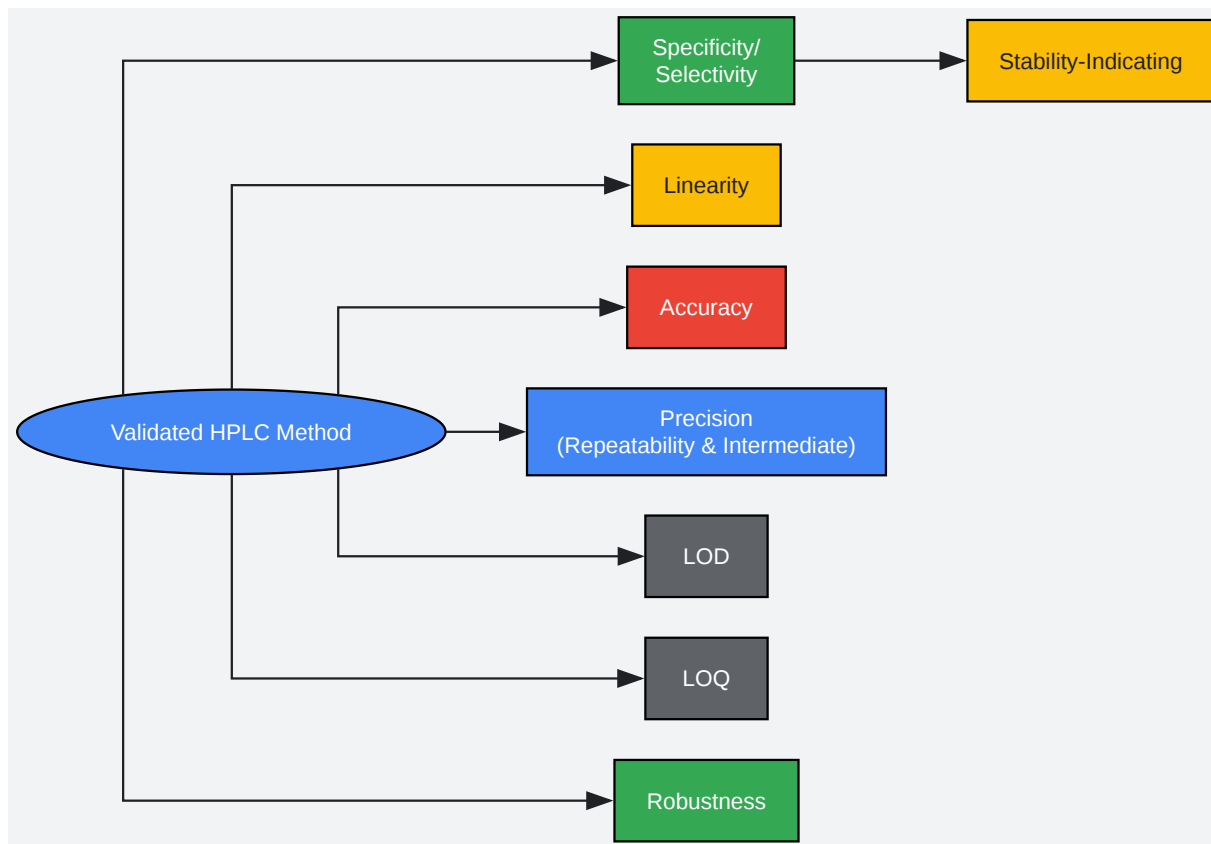 Specificity/
Selectivity
Stability-Indicating
Linearity
Accuracy
Validated HPLC Method
Precision
(Repeatability & Intermediate)
LOD
LOQ
Robustness